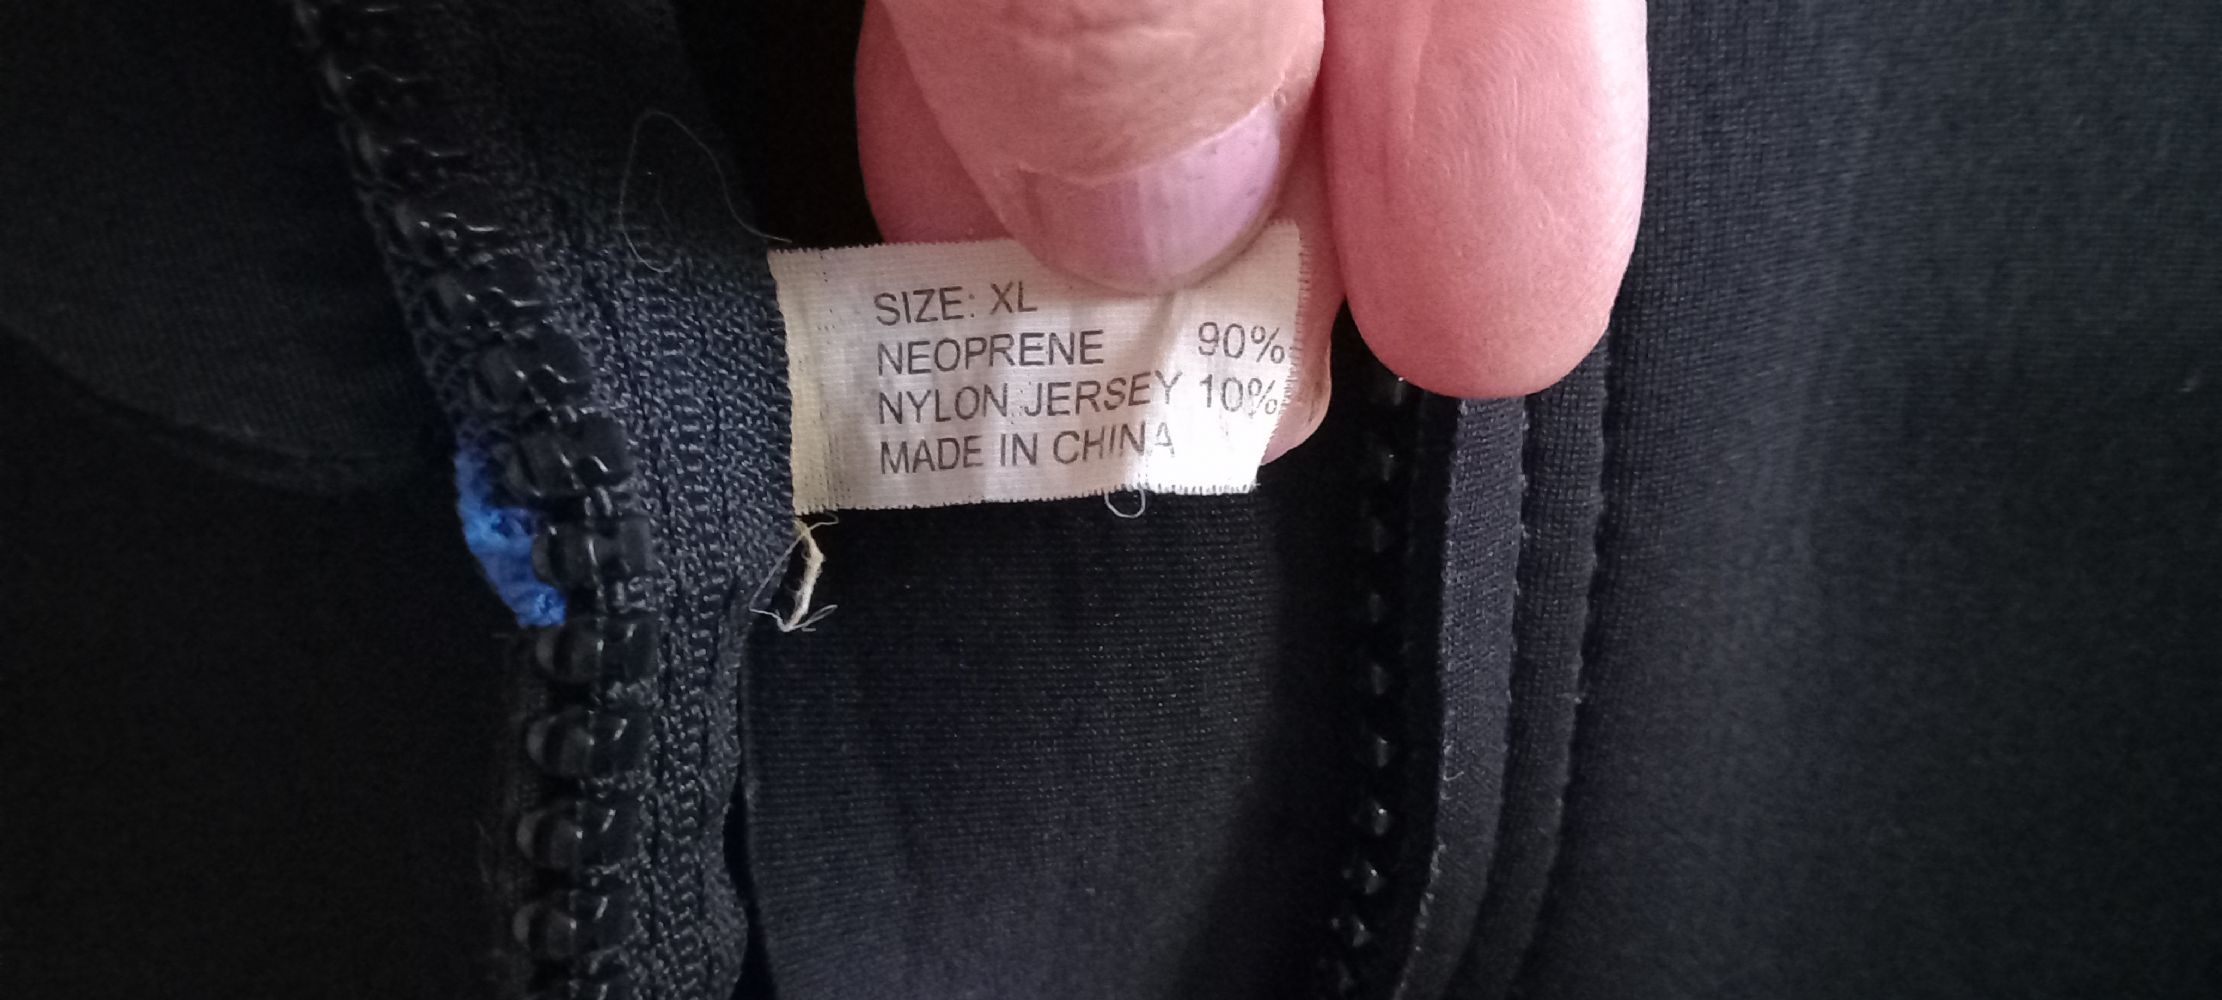 SIZE: XL
NEOPRENE 90%
NYLON JERSEY 10%
MADE IN CHINA